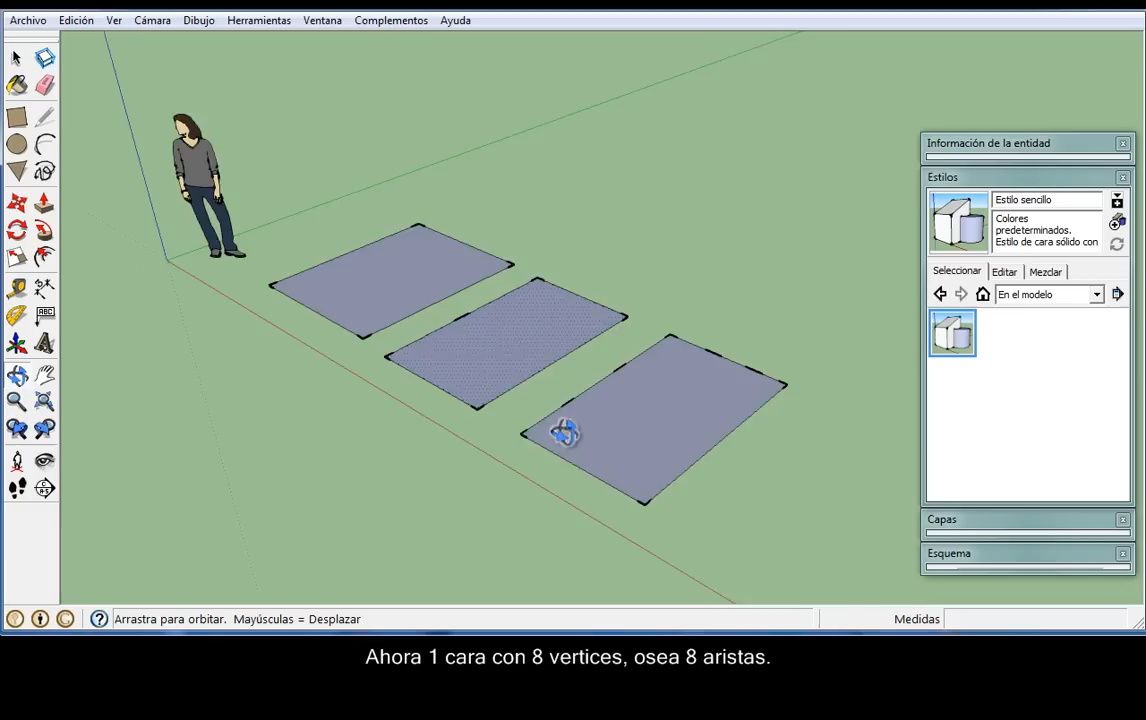 Archivo Edición Ver Cámara Dibujo Herramientas Ventana Complementos Ayuda
Información de la entidad
Estilos
Estilo sencillo
Colores
predeterminados.
Estilo de cara sólido con
Seleccionar Editar Mezclar
En el modelo
Capas
Esquema
ABC
A
Arrastra para orbitar. Mayúsculas = Desplazar
Medidas
Ahora 1 cara con 8 vertices, osea 8 aristas.